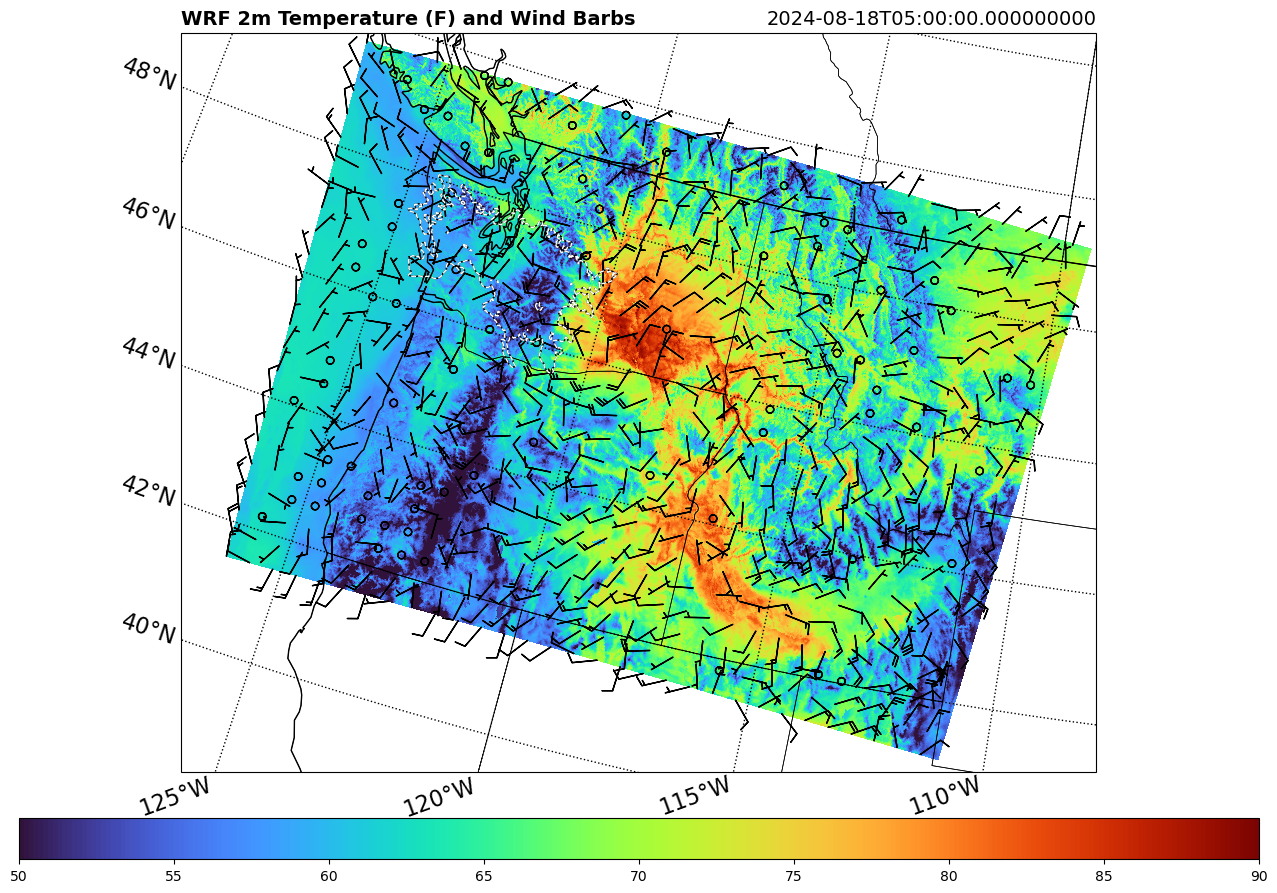 WRF 2m Temperature (F) and Wind Barbs
2024-08-18T05:00:00.000000000
48°N
46°N
44°N
42°N
40°N
125°W
120°W
115°W
110°W
50 55 60 65 70 75 80 85 90